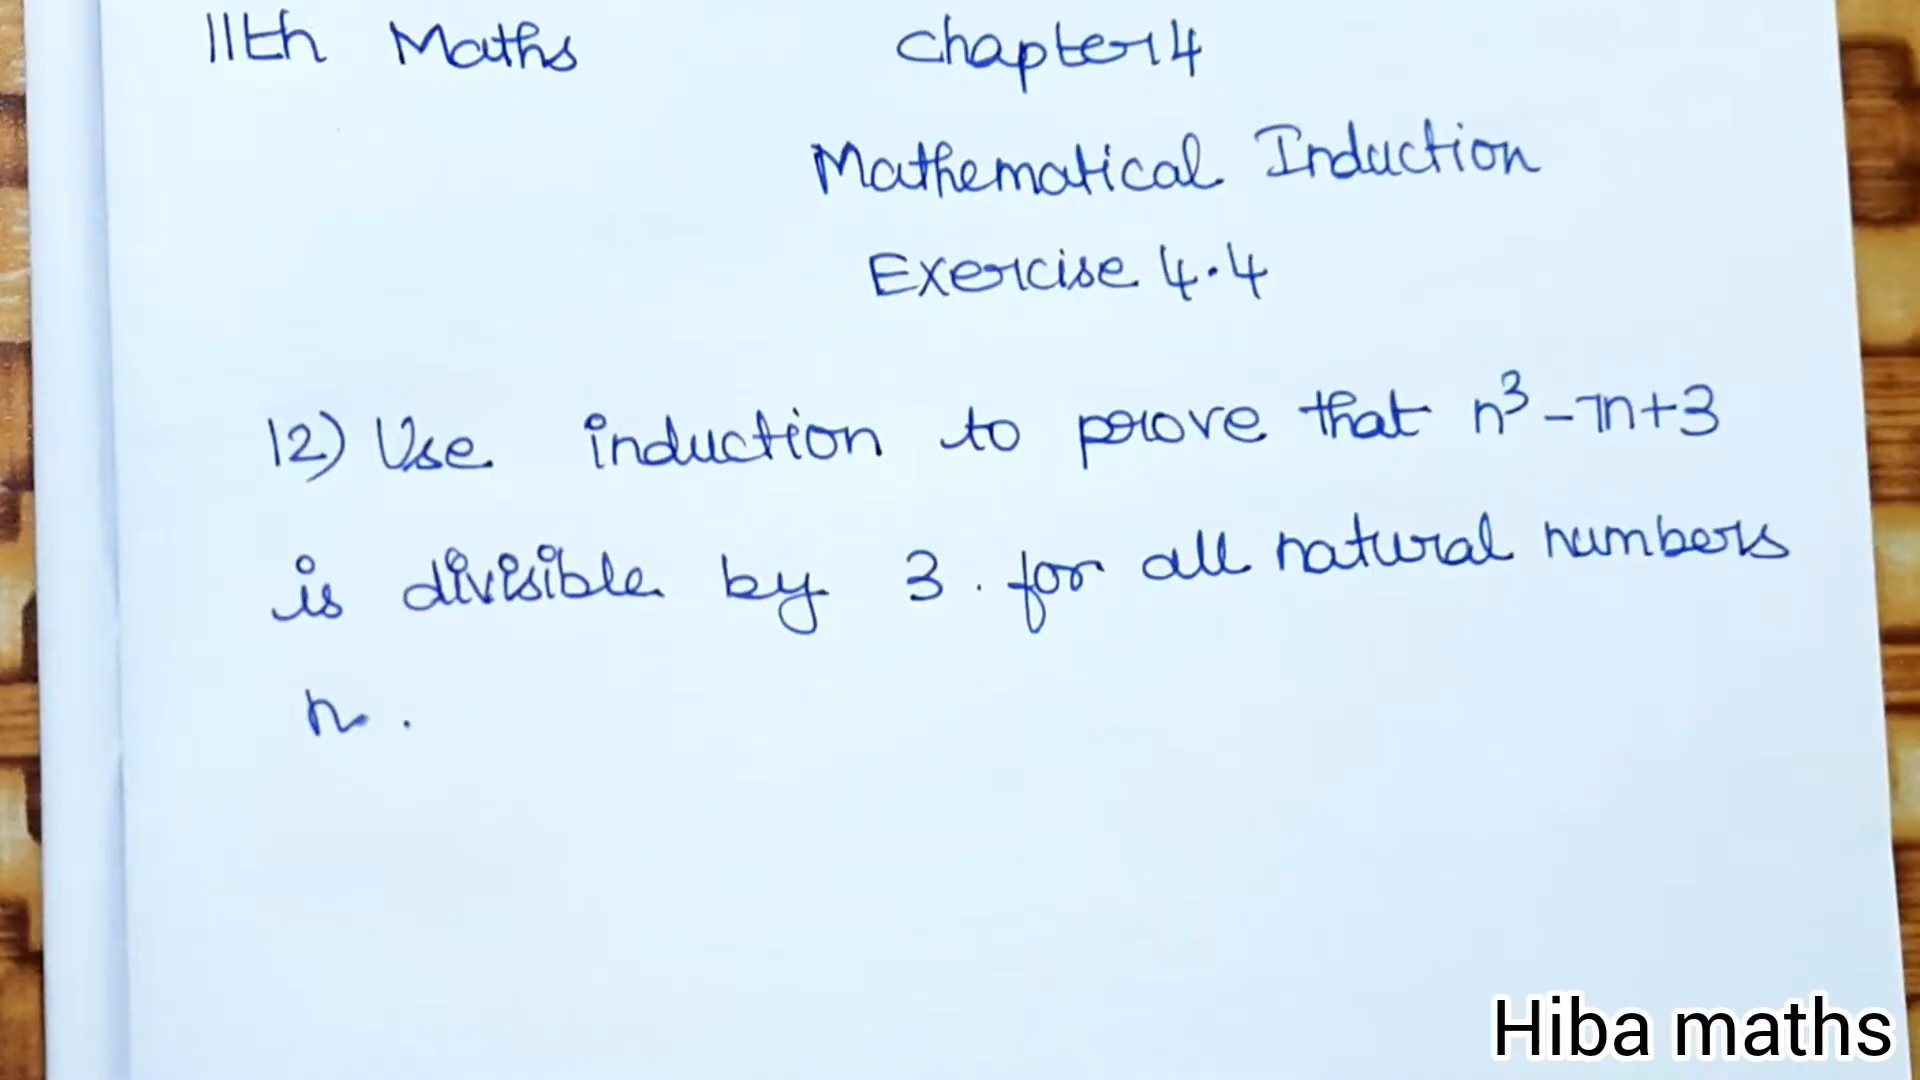 11th Maths Chapter 4
Mathematical Induction
Exercise 4.4
12) Use induction to prove that n³-7n+3
is divisible by 3. for all natural numbers
n.
Hiba maths